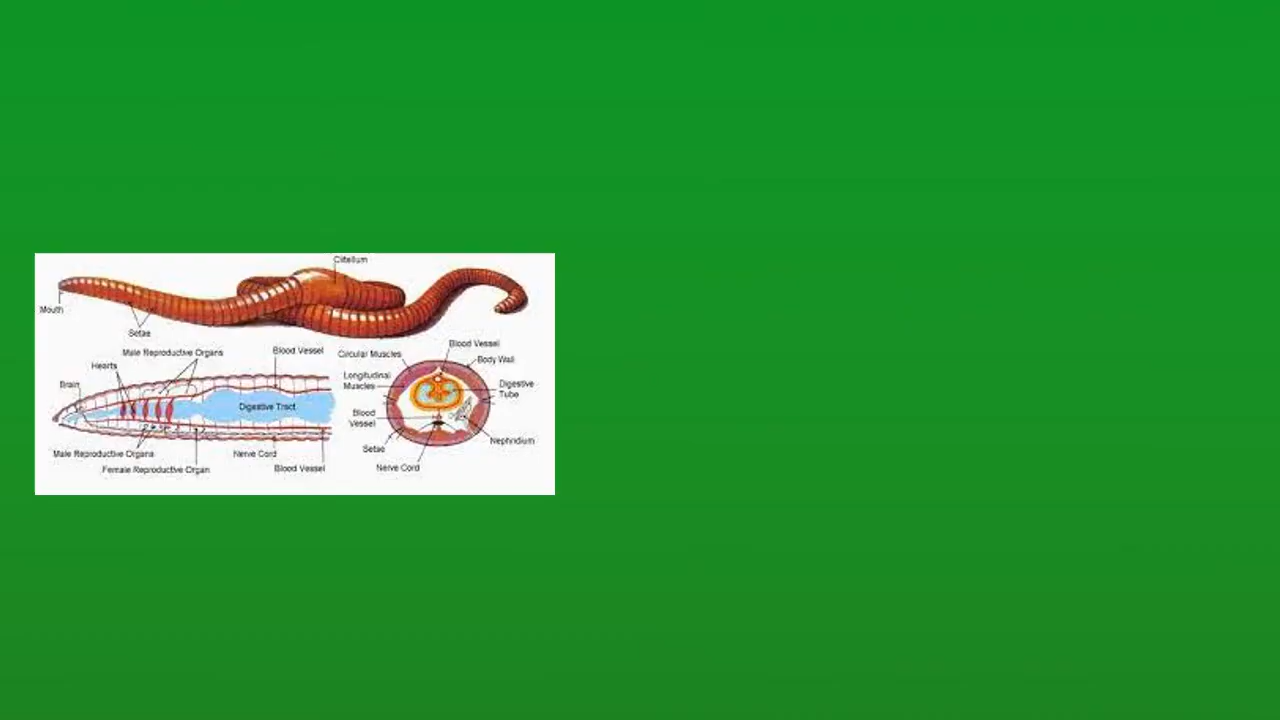 Clitellum
Mouth
Setae
Male Reproductive Organs
Blood Vessel
Hearts
Brain
Digestive Tract
Male Reproductive Organs
Nerve Cord
Female Reproductive Organ
Blood Vessel
Circular Muscles
Blood Vessel
Body Wall
Longitudinal
Muscles
Digestive
Tube
Blood
Vessel
Setae
Nephridium
Nerve Cord